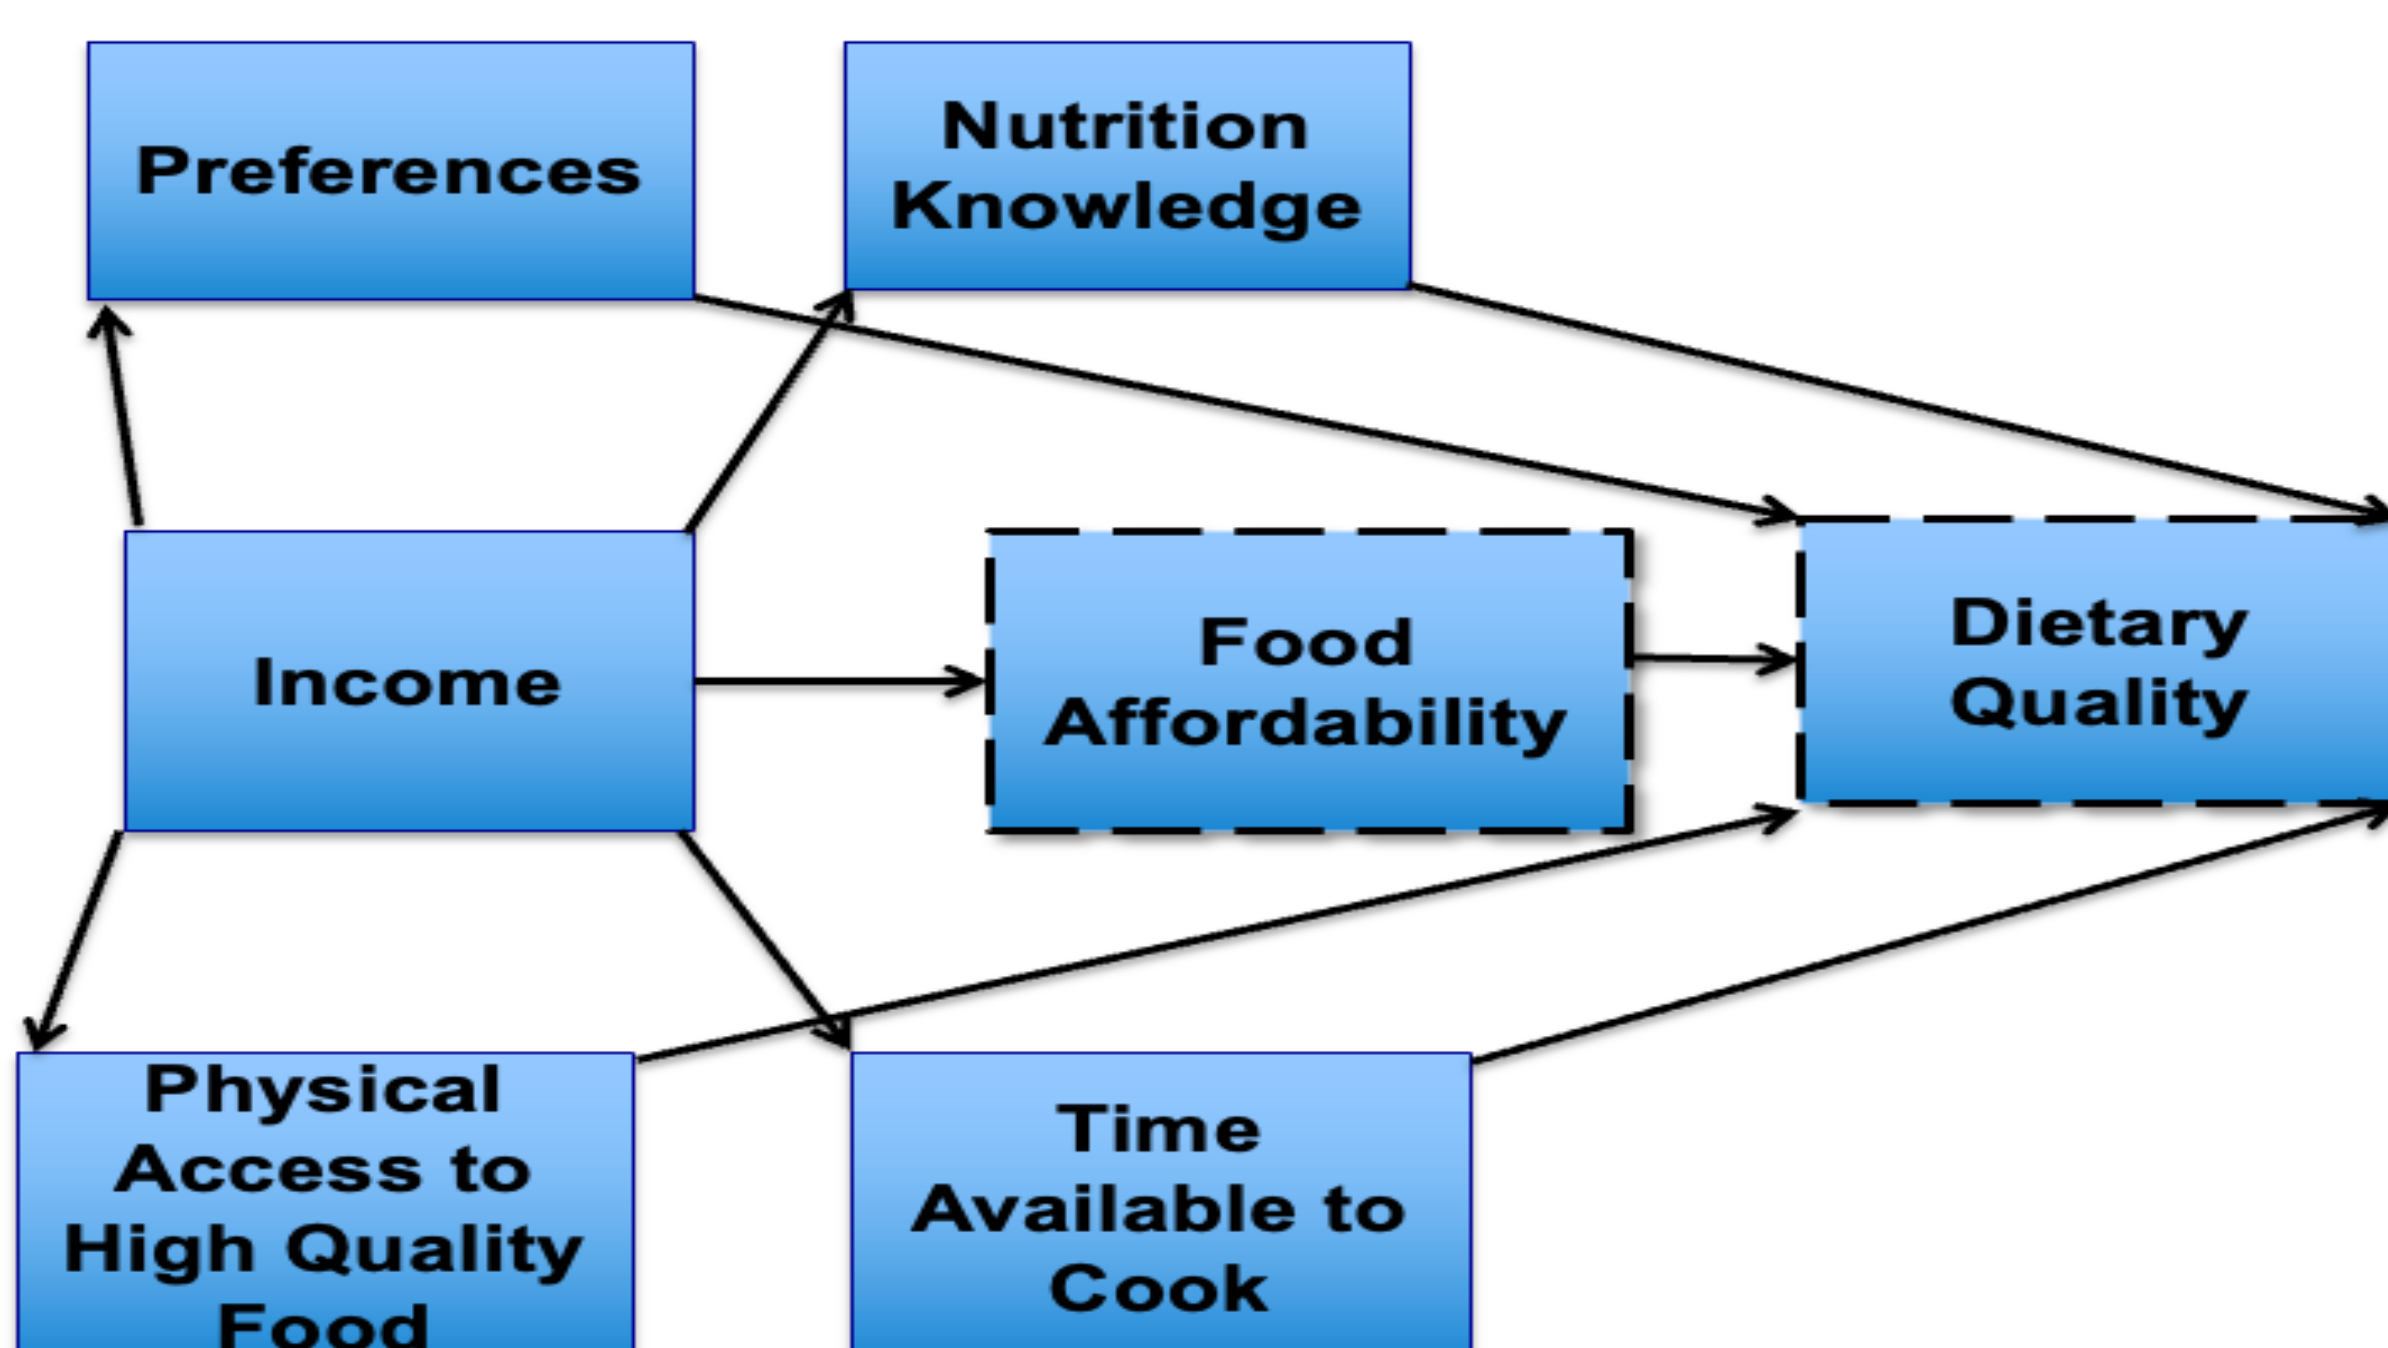 Preferences
Nutrition
Knowledge
Income
Food
Affordability
Dietary
Quality
Physical
Access to
High Quality
Food
Time
Available to
Cook